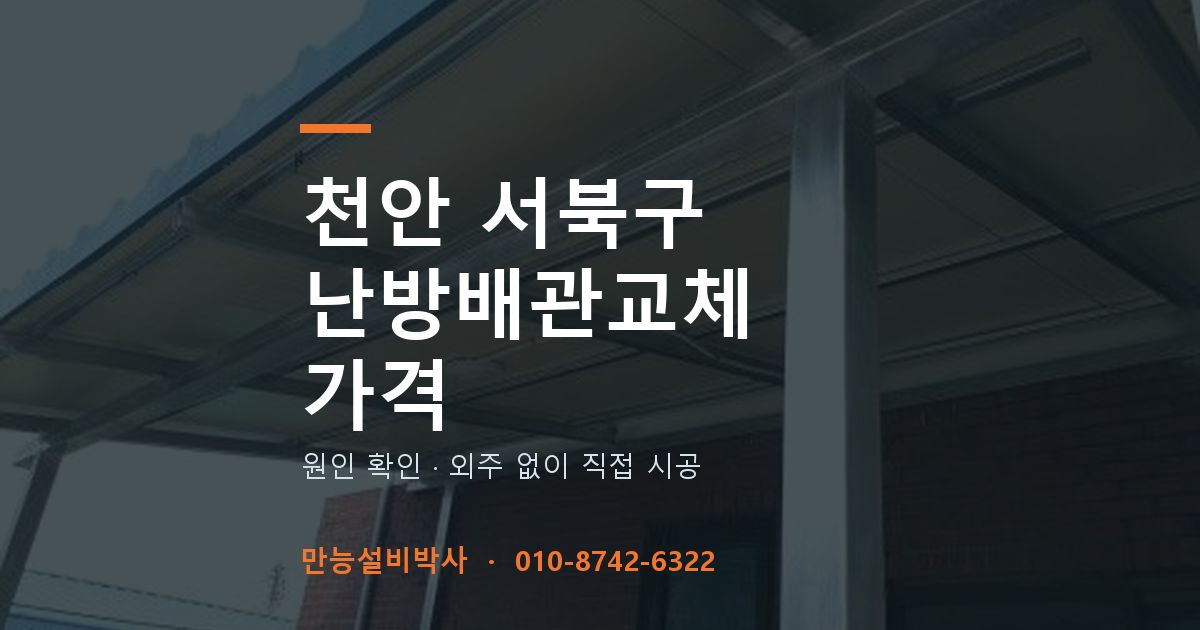 천안 서북구
난방배관교체
가격
원인 확인 · 외주 없이 직접 시공
만능설비박사 · 010-8742-6322